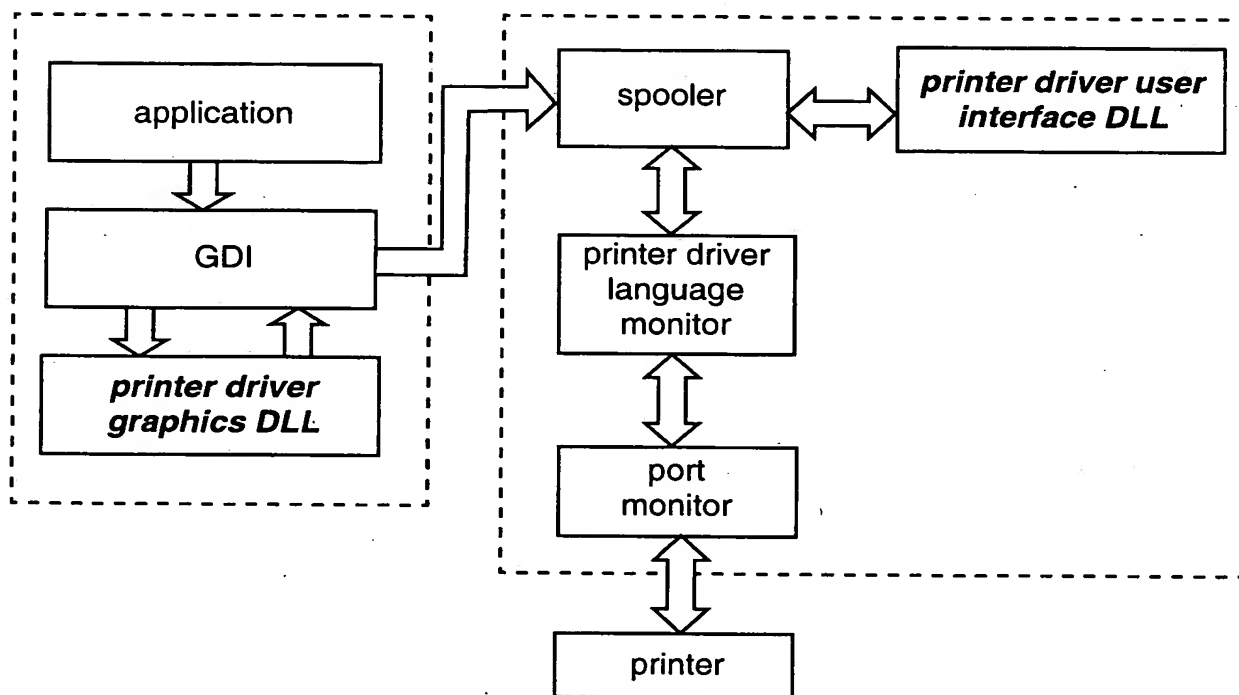 application
GDI
printer driver
graphics DLL
spooler
printer driver user
interface DLL
printer driver
language
monitor
port
monitor
printer